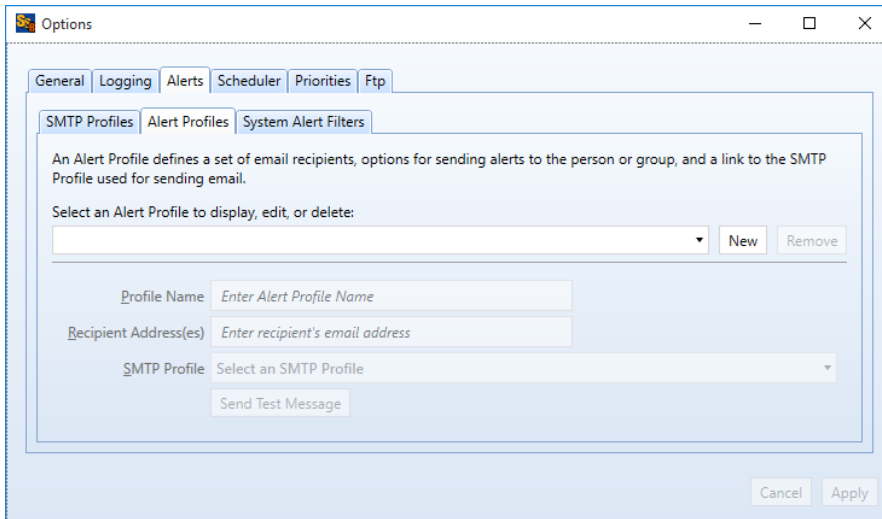 Options
General Logging Alerts Scheduler Priorities Ftp
SMTP Profiles Alert Profiles System Alert Filters
An Alert Profile defines a set of email recipients, options for sending alerts to the person or group, and a link to the SMTP
Profile used for sending email.
Select an Alert Profile to display, edit, or delete:
New Remove
Profile Name Enter Alert Profile Name
Recipient Address(es) Enter recipient's email address
SMTP Profile Select an SMTP Profile
Send Test Message
Cancel Apply